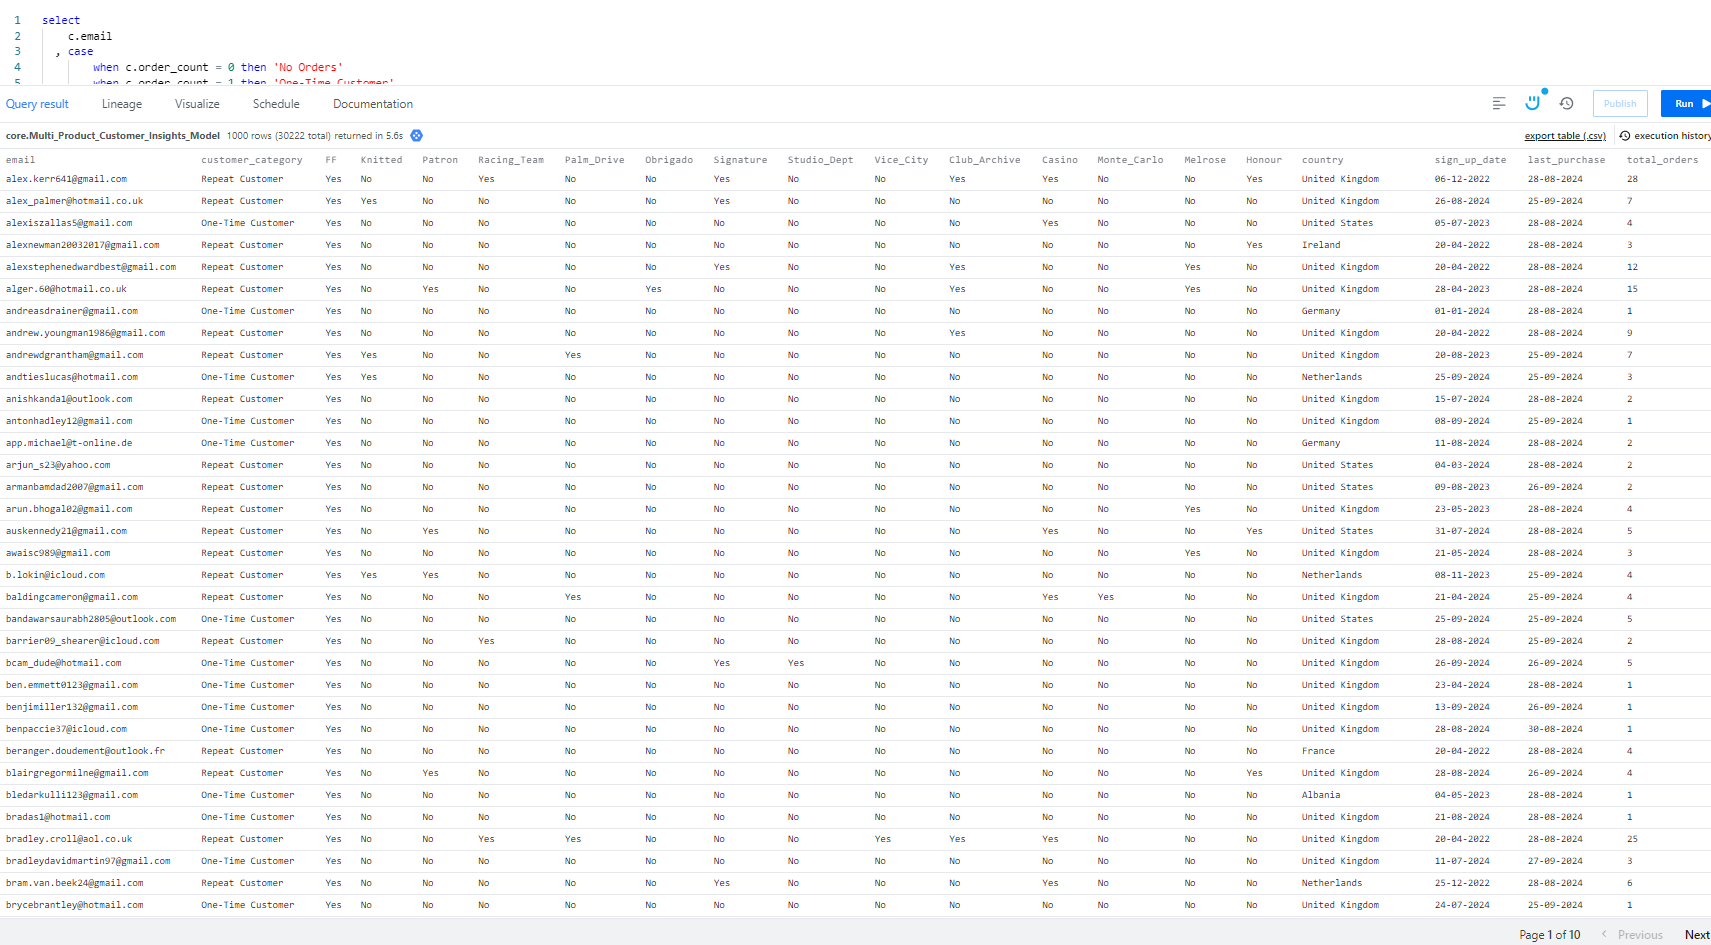 1 select
2 c.email
3 , case
4 when c.order_count = 0 then 'No Orders'
5 when c.order_count = 1 then 'One-Time Customer'
Query result Lineage Visualize Schedule Documentation Publish Run
core.Multi_Product_Customer_Insights_Model 1000 rows (30222 total) returned in 5.6s export table (.csv) execution history
email customer_category FF Knitted Patron Racing_Team Palm_Drive Obrigado Signature Studio_Dept Vice_City Club_Archive Casino Monte_Carlo Melrose Honour country sign_up_date last_purchase total_orders
alex.kerr641@gmail.com Repeat Customer Yes No No Yes No No Yes No No Yes Yes No No Yes United Kingdom 06-12-2022 28-08-2024 28
alex_palmer@hotmail.co.uk Repeat Customer Yes Yes No No No No Yes No No No No No No No United Kingdom 26-08-2024 25-09-2024 7
alexiszallas5@gmail.com One-Time Customer Yes No No No No No No No No No Yes No No No United States 05-07-2023 28-08-2024 4
alexnewman20032017@gmail.com Repeat Customer Yes No No No No No No No No No No No No Yes Ireland 20-04-2022 28-08-2024 3
alexstephenedwardbest@gmail.com Repeat Customer Yes No No No No No Yes No No Yes No No Yes No United Kingdom 20-04-2022 28-08-2024 12
alger.60@hotmail.co.uk Repeat Customer Yes No Yes No No Yes No No No Yes No No Yes No United Kingdom 28-04-2023 28-08-2024 15
andreasdrainer@gmail.com One-Time Customer Yes No No No No No No No No No No No No No Germany 01-01-2024 28-08-2024 1
andrew.youngman1986@gmail.com Repeat Customer Yes No No No No No No No No Yes No No No No United Kingdom 20-04-2022 28-08-2024 9
andrewdgrantham@gmail.com Repeat Customer Yes Yes No No Yes No No No No No No No No No United Kingdom 20-08-2023 25-09-2024 7
andtieslucas@hotmail.com One-Time Customer Yes Yes No No No No No No No No No No No No Netherlands 25-09-2024 25-09-2024 3
anishkanda1@outlook.com Repeat Customer Yes No No No No No No No No No No No No No United Kingdom 15-07-2024 28-08-2024 2
antonhadley12@gmail.com One-Time Customer Yes No No No No No No No No No No No No No United Kingdom 08-09-2024 25-09-2024 1
app.michael@t-online.de One-Time Customer Yes No No No No No No No No No No No No No Germany 11-08-2024 28-08-2024 2
arjun_s23@yahoo.com Repeat Customer Yes No No No No No No No No No No No No No United States 04-03-2024 28-08-2024 2
armanbamdad2007@gmail.com Repeat Customer Yes No No No No No No No No No No No No No United States 09-08-2023 26-09-2024 2
arun.bhogal02@gmail.com Repeat Customer Yes No No No No No No No No No No No Yes No United Kingdom 23-05-2023 28-08-2024 4
auskennedy21@gmail.com Repeat Customer Yes No Yes No No No No No No No Yes No No Yes United States 31-07-2024 28-08-2024 5
awaisc989@gmail.com Repeat Customer Yes No No No No No No No No No No No Yes No United Kingdom 21-05-2024 28-08-2024 3
b.lokin@icloud.com Repeat Customer Yes Yes Yes No No No No No No No No No No No Netherlands 08-11-2023 25-09-2024 4
baldingcameron@gmail.com Repeat Customer Yes No No No Yes No No No No No Yes Yes No No United Kingdom 21-04-2024 25-09-2024 4
bandawarsaurabh2805@outlook.com One-Time Customer Yes No No No No No No No No No No No No No United States 25-09-2024 25-09-2024 5
barrier09_shearer@icloud.com Repeat Customer Yes No No Yes No No No No No No No No No No United Kingdom 28-08-2024 25-09-2024 2
bcam_dude@hotmail.com One-Time Customer Yes No No No No No Yes Yes No No No No No No United Kingdom 26-09-2024 26-09-2024 5
ben.emmett0123@gmail.com One-Time Customer Yes No No No No No No No No No No No No No United Kingdom 23-04-2024 28-08-2024 1
benjimiller132@gmail.com One-Time Customer Yes No No No No No No No No No No No No No United Kingdom 13-09-2024 26-09-2024 1
benpaccie37@icloud.com One-Time Customer Yes No No No No No No No No No No No No No United Kingdom 28-08-2024 30-08-2024 1
beranger.doudement@outlook.fr Repeat Customer Yes No No No No No No No No No No No No No France 20-04-2022 28-08-2024 4
blairgregormilne@gmail.com Repeat Customer Yes No Yes No No No No No No No No No No Yes United Kingdom 28-08-2024 26-09-2024 4
bledarkulli123@gmail.com One-Time Customer Yes No No No No No No No No No No No No No Albania 04-05-2023 28-08-2024 1
bradas1@hotmail.com One-Time Customer Yes No No No No No No No No No No No No No United Kingdom 21-08-2024 28-08-2024 1
bradley.croll@aol.co.uk Repeat Customer Yes No No Yes Yes No No No Yes Yes Yes No No No United Kingdom 20-04-2022 28-08-2024 25
bradleydavidmartin97@gmail.com One-Time Customer Yes No No No No No No No No No No No No No United Kingdom 11-07-2024 27-09-2024 3
bram.van.beek24@gmail.com Repeat Customer Yes No No No No No Yes No No No Yes No No No Netherlands 25-12-2022 28-08-2024 6
brycebrantley@hotmail.com One-Time Customer Yes No No No No No No No No No No No No No United Kingdom 24-07-2024 25-09-2024 1
Page 1 of 10 Previous Next